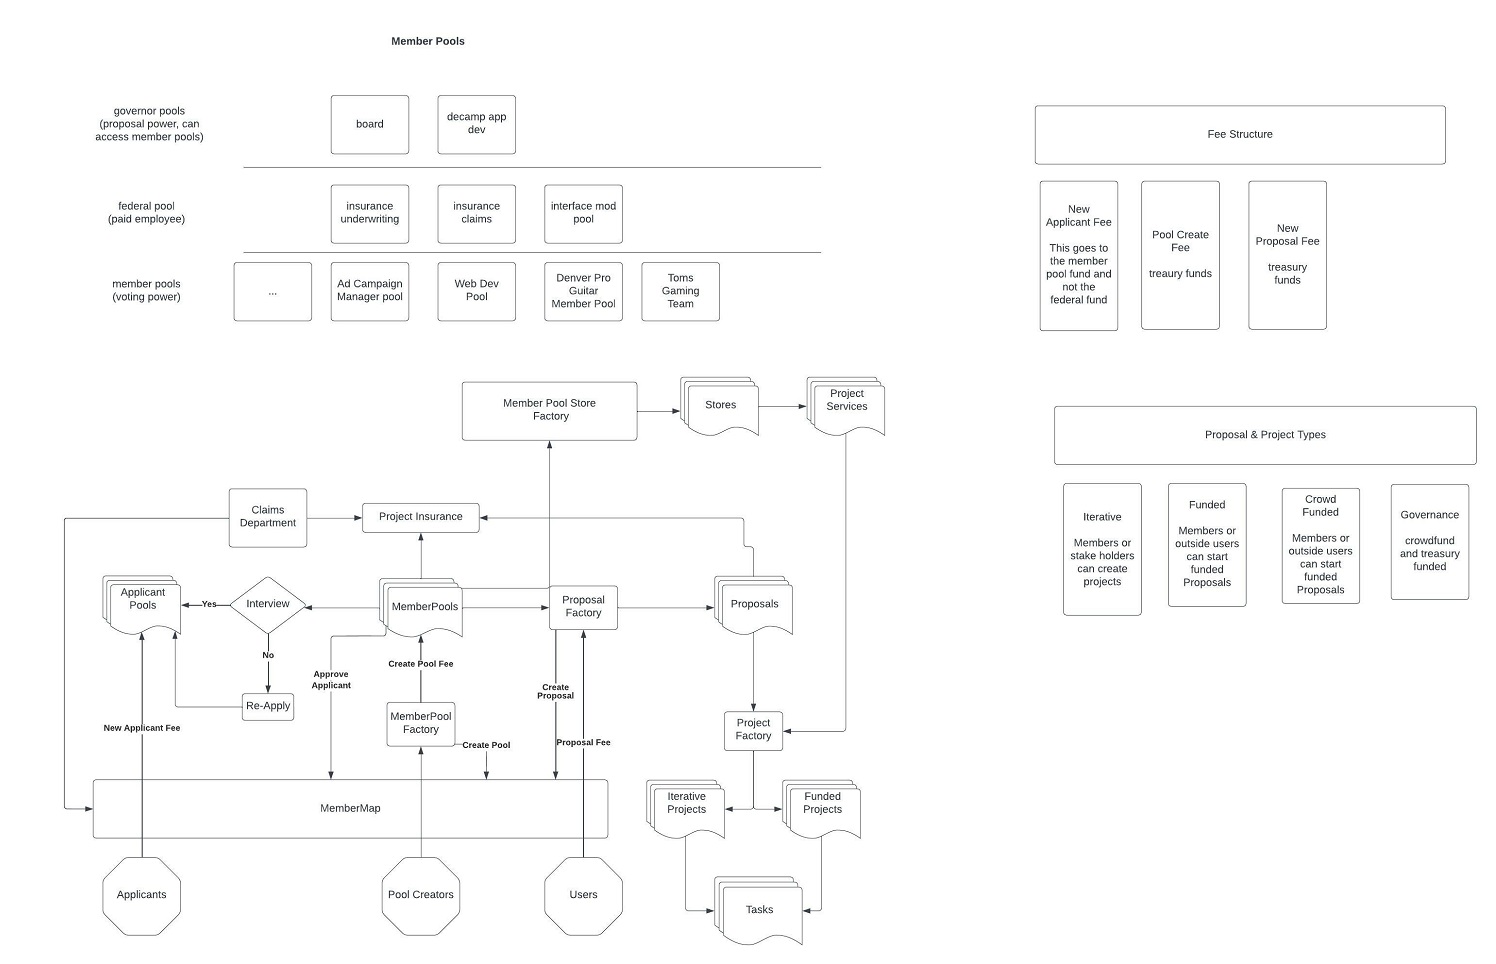 Member Pools
governor pools
(proposal power, can
access member pools)
board
decamp app
dev
federal pool
(paid employee)
insurance
underwriting
insurance
claims
interface mod
pool
member pools
(voting power)
...
Ad Campaign
Manager pool
Web Dev
Pool
Denver Pro
Guitar
Member Pool
Toms
Gaming
Team
Fee Structure
New
Applicant Fee
This goes to
the member
pool fund and
not the
federal fund
Pool Create
Fee
treaury funds
New
Proposal Fee
treasury
funds
Member Pool Store
Factory
Stores
Project
Services
Proposal & Project Types
Iterative
Members or
stake holders
can create
projects
Funded
Members or
outside users
can start
funded
Proposals
Crowd
Funded
Members or
outside users
can start
funded
Proposals
Governance
crowdfund
and treasury
funded
Claims
Department
Project Insurance
Applicant
Pools
Yes
Interview
MemberPools
Proposal
Factory
Proposals
No
Approve
Applicant
Create Pool Fee
Create
Proposal
Re-Apply
New Applicant Fee
MemberPool
Factory
Create Pool
Proposal Fee
Project
Factory
MemberMap
Iterative
Projects
Funded
Projects
Applicants
Pool Creators
Users
Tasks